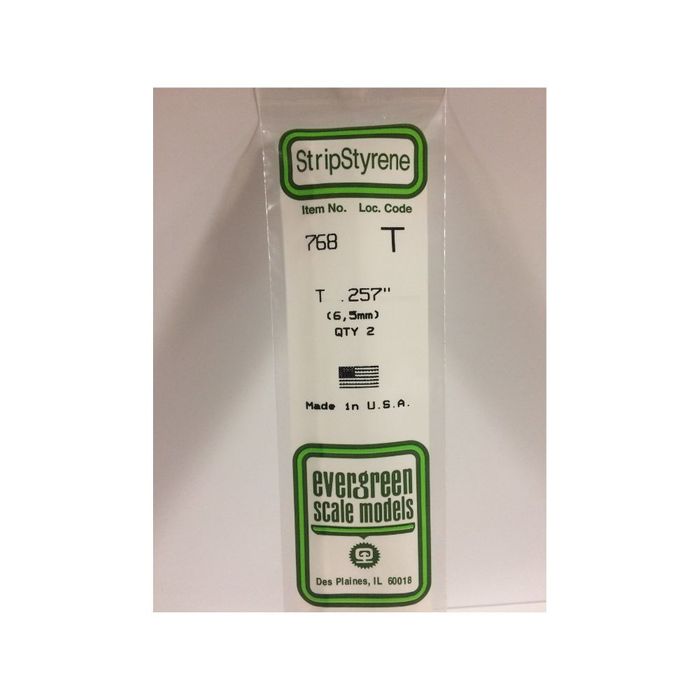 StripStyrene
Item No. Loc. Code
768 T
T .257"
(6,5mm)
QTY 2
Made in U.S.A.
evergreen
scale models
Des Plaines, IL 60018